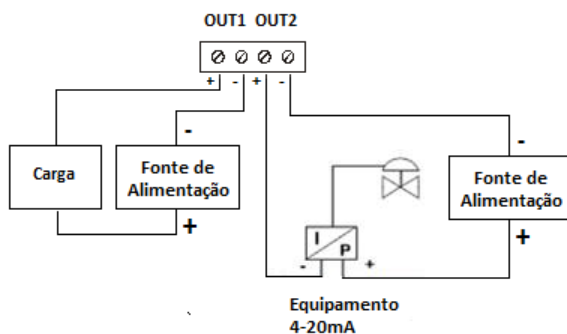 OUT1 OUT2
+ - + -
-
-
Carga
Fonte de
Alimentação
Fonte de
Alimentação
+
+
I
P
- +
Equipamento
4-20mA